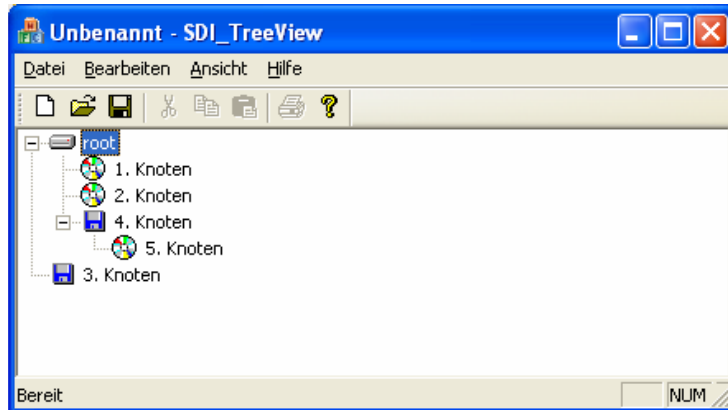 Unbenannt - SDI_TreeView
Datei Bearbeiten Ansicht Hilfe
root
1. Knoten
2. Knoten
4. Knoten
5. Knoten
3. Knoten
Bereit NUM